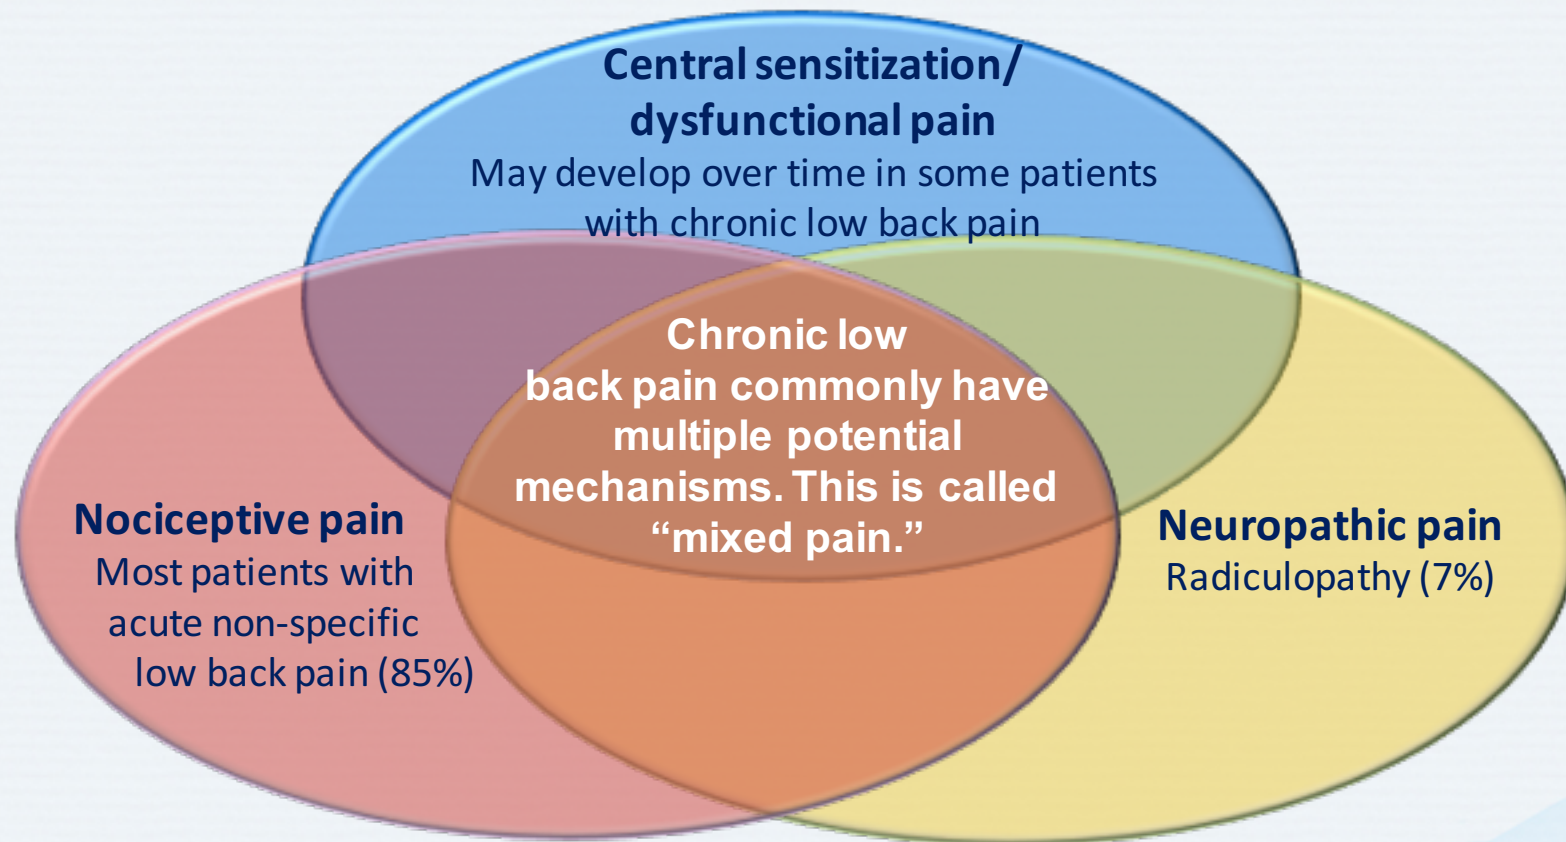 Central sensitization/
dysfunctional pain
May develop over time in some patients
with chronic low back pain
Chronic low
back pain commonly have
multiple potential
mechanisms. This is called
“mixed pain.”
Nociceptive pain
Most patients with
acute non-specific
low back pain (85%)
Neuropathic pain
Radiculopathy (7%)